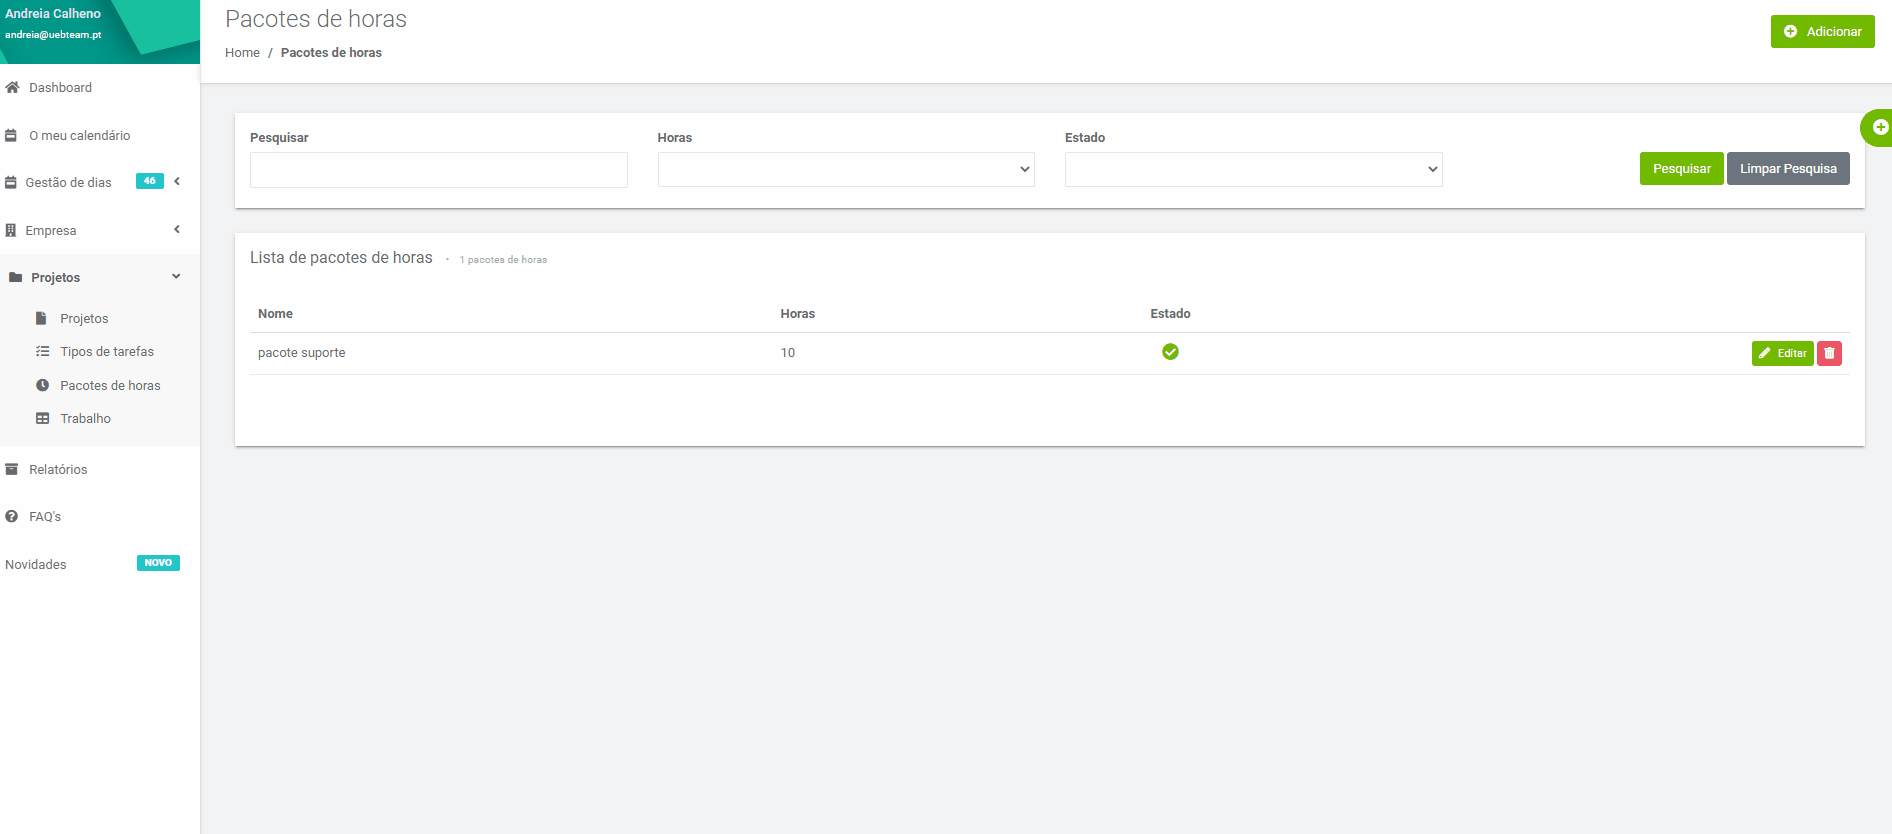 Andreia Calheno
andreia@uebteam.pt
Dashboard
O meu calendário
Gestão de dias 46
Empresa
Projetos
Projetos
Tipos de tarefas
Pacotes de horas
Trabalho
Relatórios
FAQ's
Novidades NOVO
Pacotes de horas
Home / Pacotes de horas
Adicionar
Pesquisar Horas Estado
Pesquisar Limpar Pesquisa
Lista de pacotes de horas • 1 pacotes de horas
Nome Horas Estado
pacote suporte 10 Editar